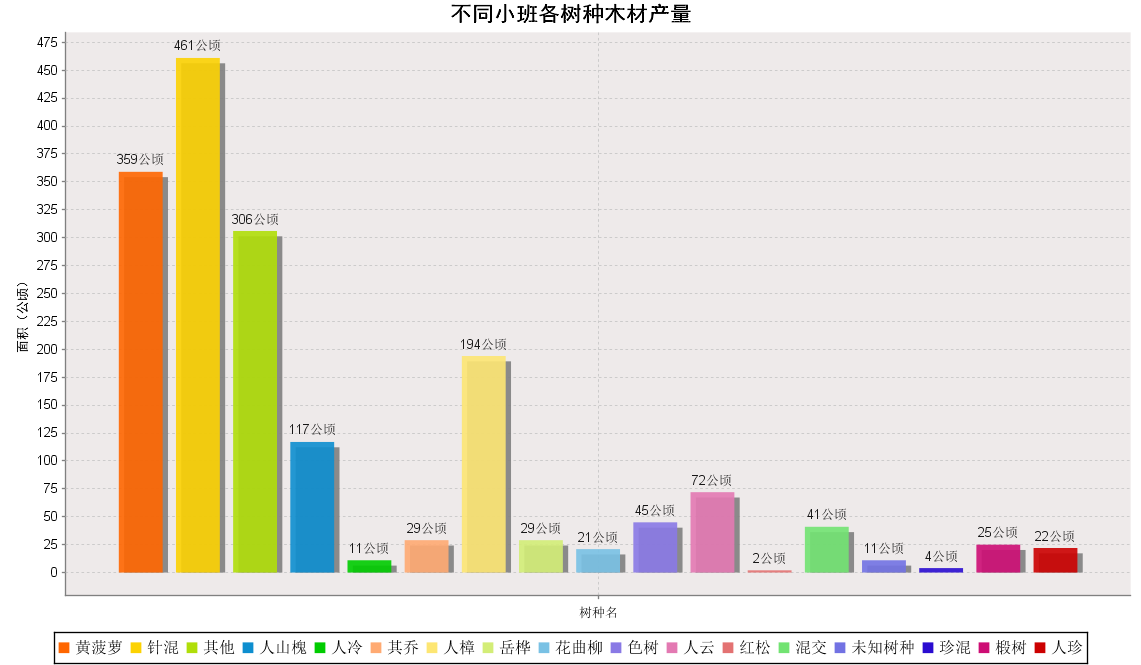 不同小班各树种木材产量
面积（公顷）
475
450
425
400
375
350
325
300
275
250
225
200
175
150
125
100
75
50
25
0
359公顷
461公顷
306公顷
117公顷
11公顷
29公顷
194公顷
29公顷
21公顷
45公顷
72公顷
2公顷
41公顷
11公顷
4公顷
25公顷
22公顷
树种名
黄菠萝 针混 其他 人山槐 人冷 其乔 人樟 岳桦 花曲柳 色树 人云 红松 混交 未知树种 珍混 椴树 人珍